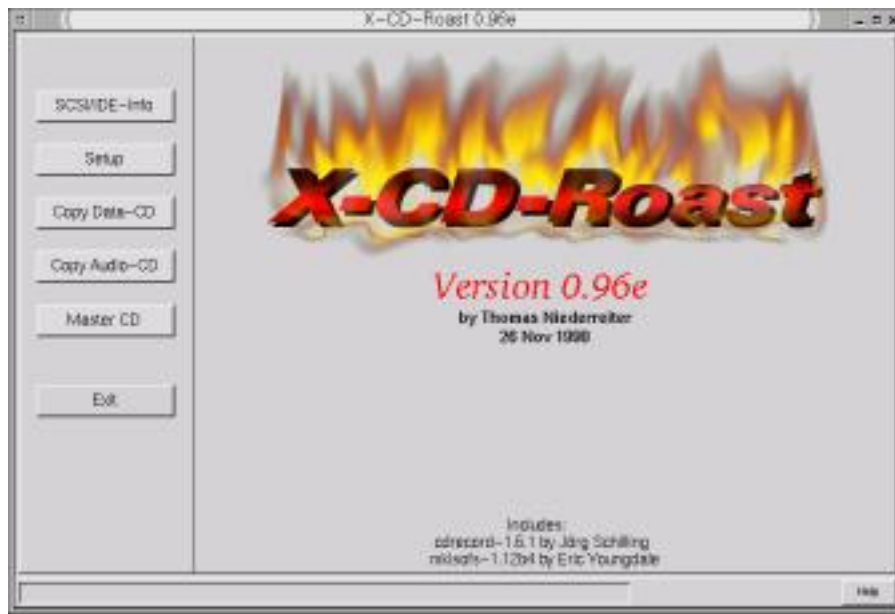 X-CD-Roast 0.96e
SCSI/IDE-Info
Setup
Copy Data-CD
Copy Audio-CD
Master CD
Exit
X-CD-Roast
Version 0.96e
by Thomas Niederreiter
26 Nov 1998
Includes:
cdrecord-1.6.1 by Jörg Schilling
mkisofs-1.12b4 by Eric Youngdale
Help